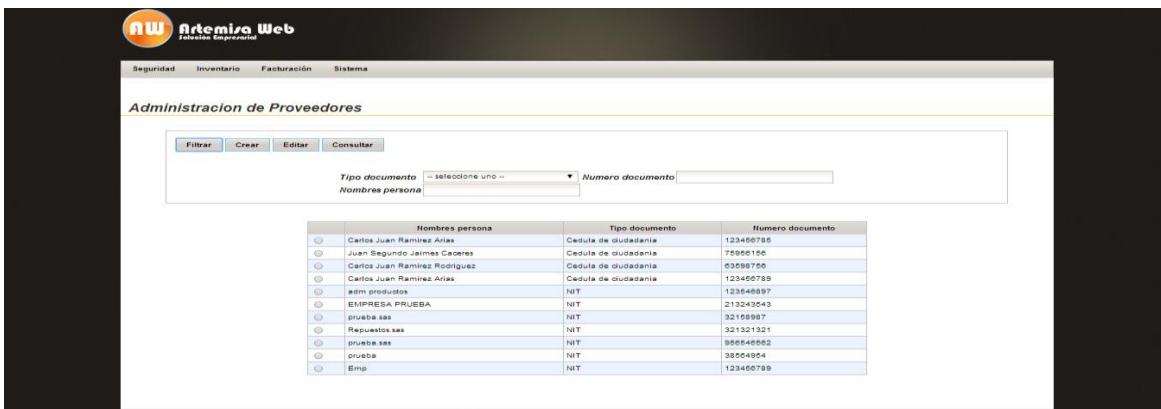 AW Artemisa Web
Solución Empresarial
Seguridad Inventario Facturación Sistema
Administracion de Proveedores
Filtrar Crear Editar Consultar
Tipo documento -- seleccione uno -- Numero documento
Nombres persona
Nombres persona Tipo documento Numero documento
Carlos Juan Ramirez Arias Cedula de ciudadania 123456785
Juan Segundo Jaimes Caceres Cedula de ciudadania 75956156
Carlos Juan Ramirez Rodriguez Cedula de ciudadania 63598756
Carlos Juan Ramirez Arias Cedula de ciudadania 123456789
adm productos NIT 123546897
EMPRESA PRUEBA NIT 213243543
prueba.sas NIT 32158987
Repuestos.sas NIT 321321321
prueba.sas NIT
prueba NIT 38564954
Emp NIT 123456789